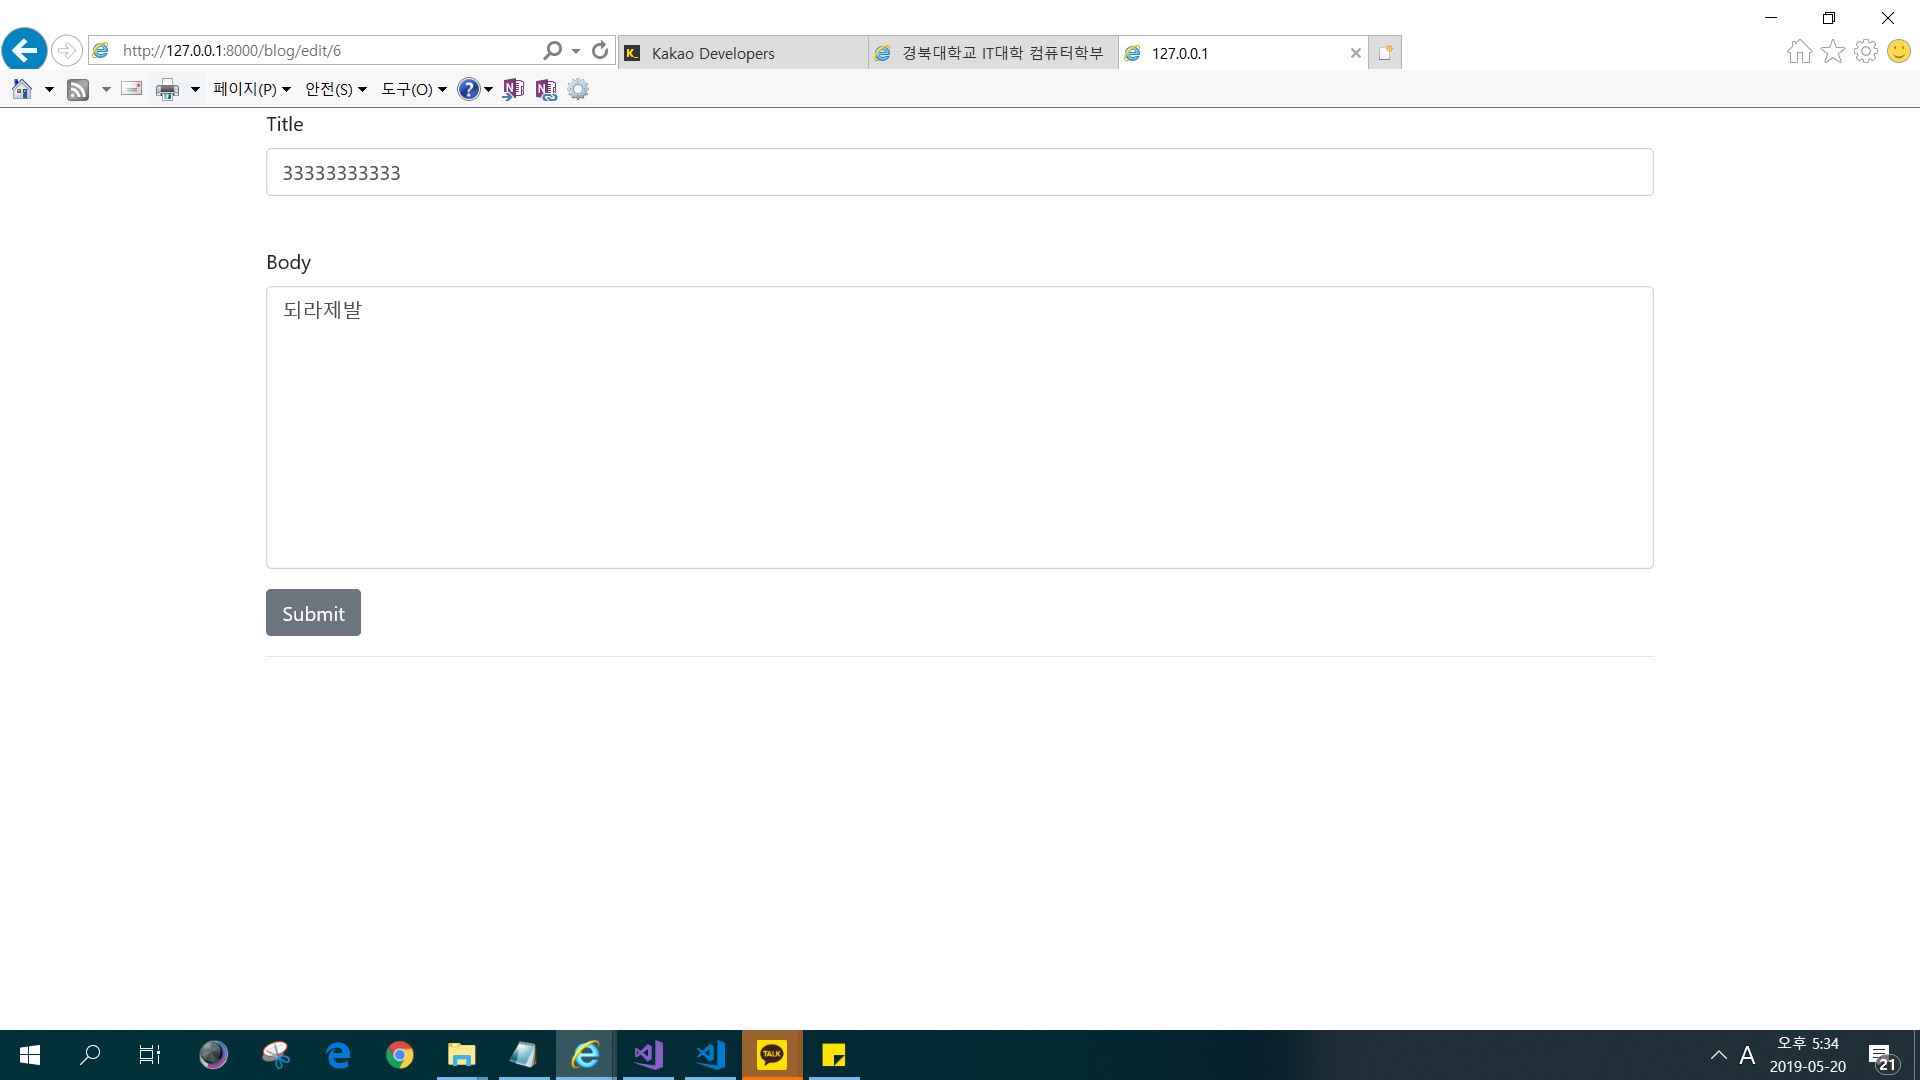 http://127.0.0.1:8000/blog/edit/6
Kakao Developers
경북대학교 IT대학 컴퓨터학부
127.0.0.1
페이지(P) 안전(S) 도구(O)
Title
33333333333
Body
되라제발
Submit
TALK
A
오후 5:34
2019-05-20
21